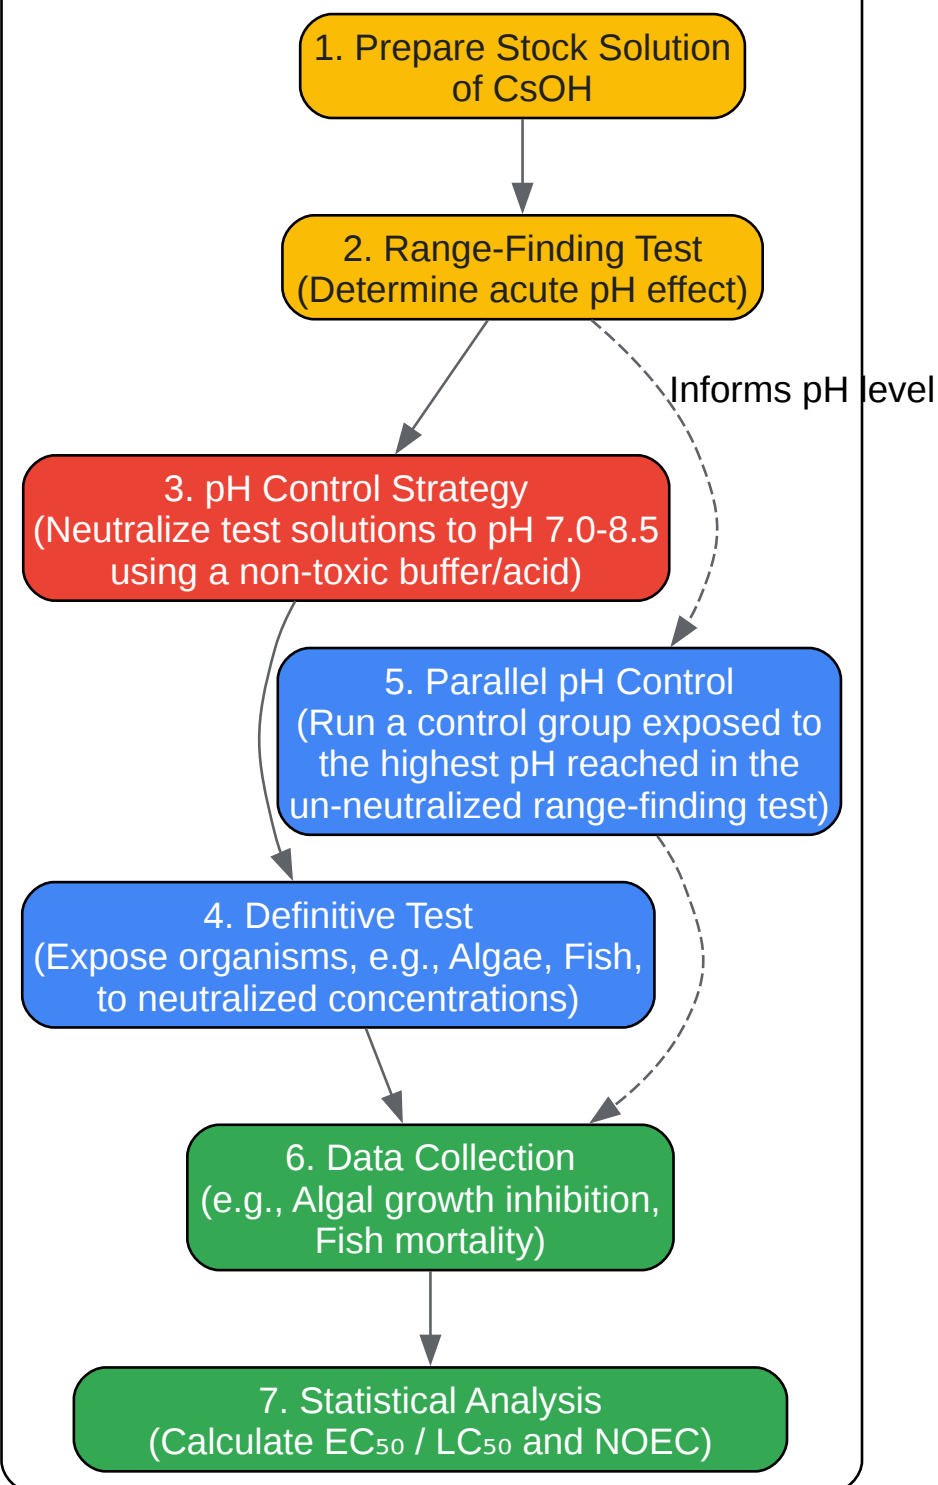 1. Prepare Stock Solution
of CsOH
2. Range-Finding Test
(Determine acute pH effect)
Informs pH level
3. pH Control Strategy
(Neutralize test solutions to pH 7.0-8.5
using a non-toxic buffer/acid)
5. Parallel pH Control
(Run a control group exposed to
the highest pH reached in the
un-neutralized range-finding test)
4. Definitive Test
(Expose organisms, e.g., Algae, Fish,
to neutralized concentrations)
6. Data Collection
(e.g., Algal growth inhibition,
Fish mortality)
7. Statistical Analysis
(Calculate EC₅₀ / LC₅₀ and NOEC)